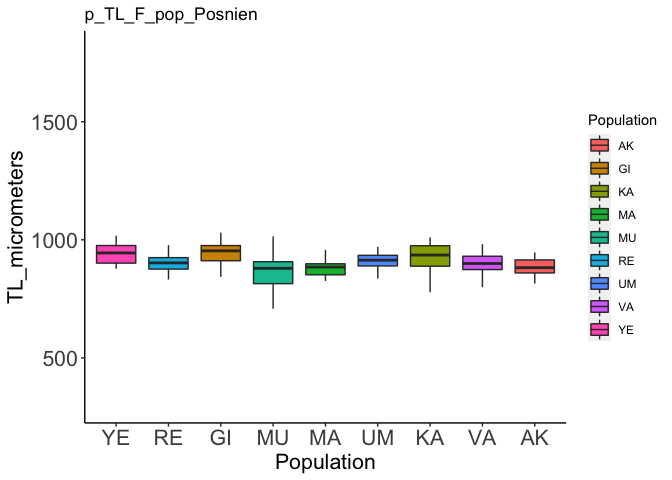 p_TL_F_pop_Posnien
TL_micrometers
1500
1000
500
YE RE GI MU MA UM KA VA AK
Population
Population
AK
GI
KA
MA
MU
RE
UM
VA
YE